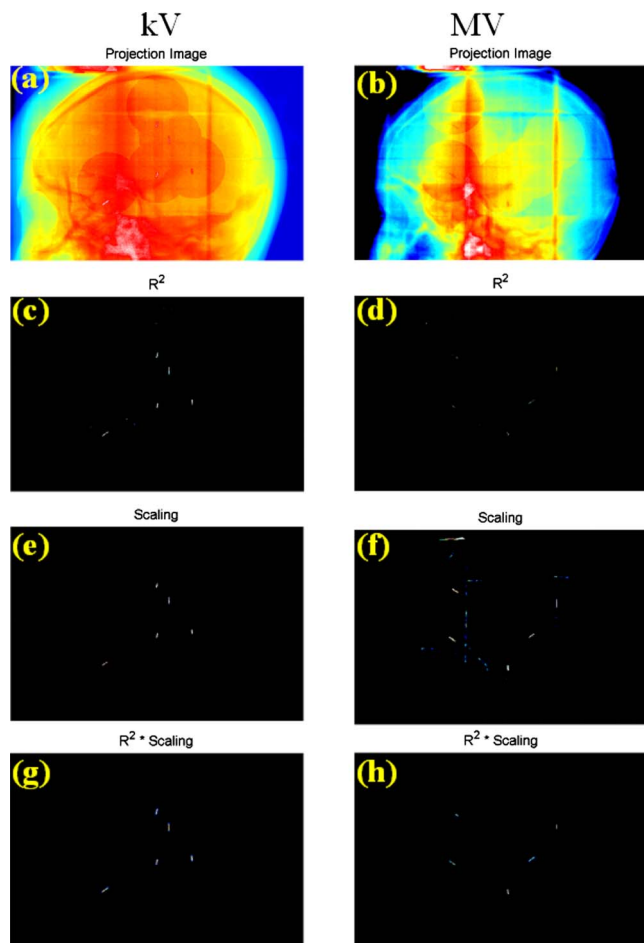 kV MV
Projection Image Projection Image
(a) (b)
R² R²
(c) (d)
Scaling Scaling
(e) (f)
R² * Scaling R² * Scaling
(g) (h)